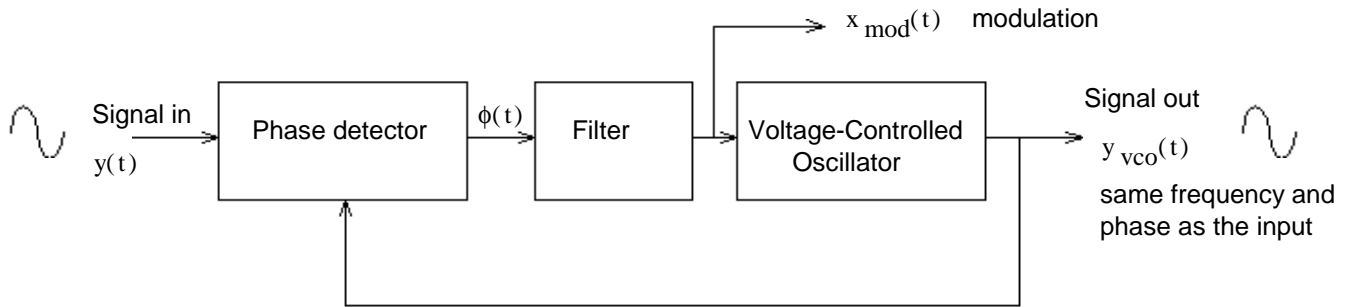 x mod(t) modulation
Signal in
y(t)
Phase detector
ϕ(t)
Filter
Voltage-Controlled
Oscillator
Signal out
y vco(t)
same frequency and
phase as the input